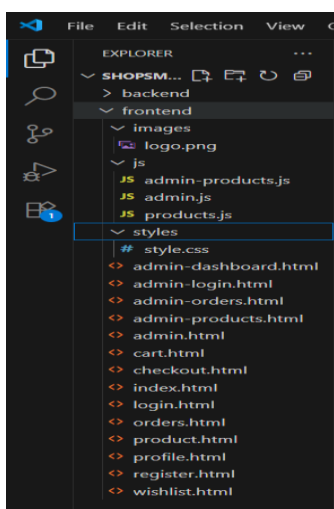 File Edit Selection View
EXPLORER ...
SHOPSM...
> backend
frontend
images
logo.png
js
JS admin-products.js
JS admin.js
JS products.js
styles
# style.css
<> admin-dashboard.html
<> admin-login.html
<> admin-orders.html
<> admin-products.html
<> admin.html
<> cart.html
<> checkout.html
<> index.html
<> login.html
<> orders.html
<> product.html
<> profile.html
<> register.html
<> wishlist.html
1